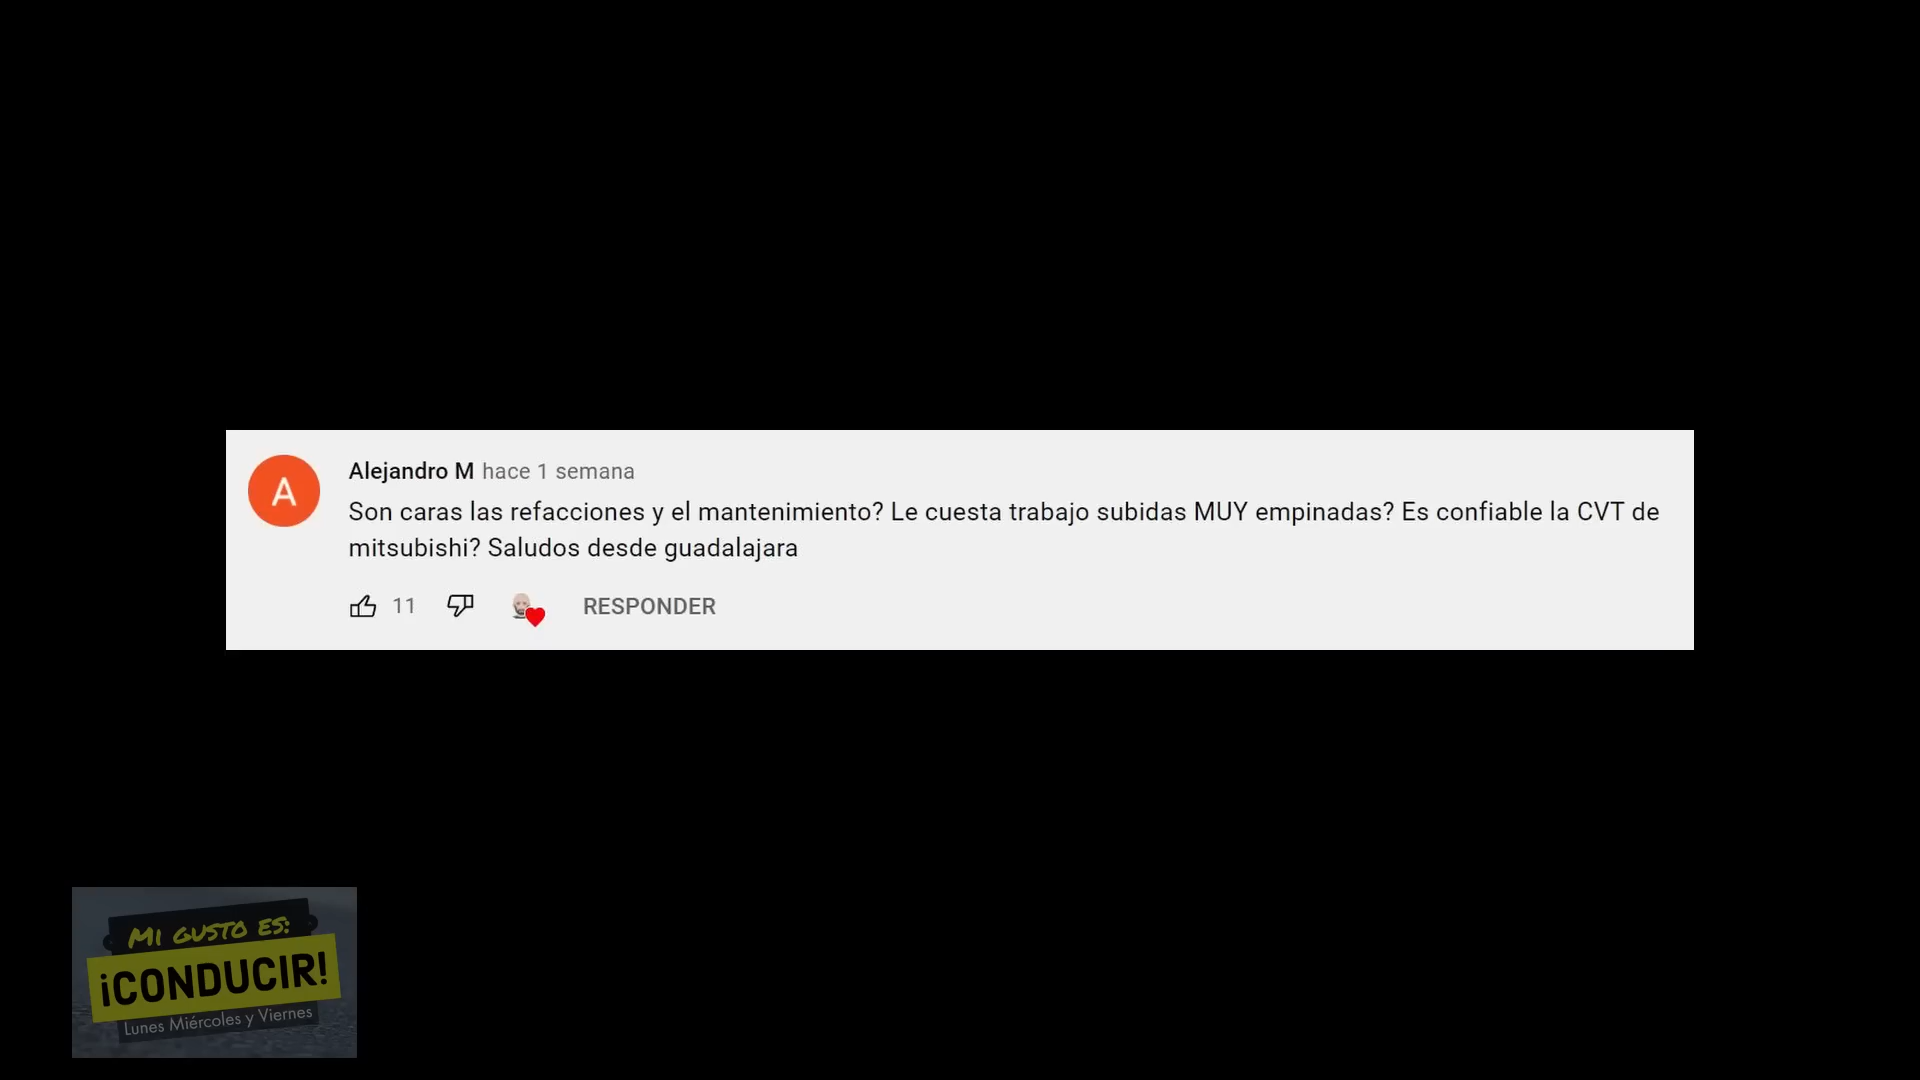 A
Alejandro M hace 1 semana
Son caras las refacciones y el mantenimiento? Le cuesta trabajo subidas MUY empinadas? Es confiable la CVT de
mitsubishi? Saludos desde guadalajara
11 RESPONDER
MI GUSTO ES:
¡CONDUCIR!
Lunes Miércoles y Viernes